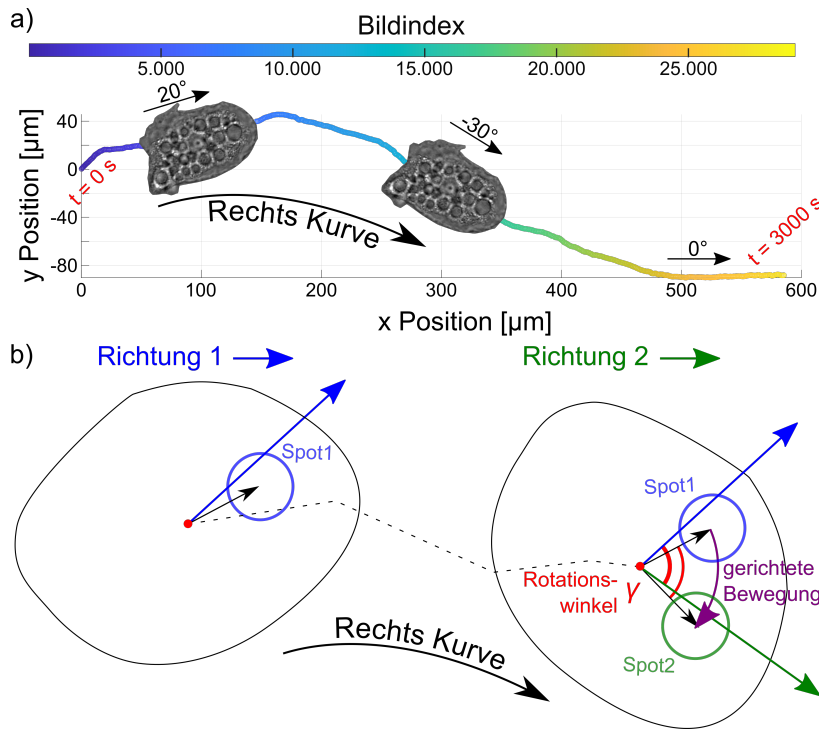 a)
Bildindex
5.000 10.000 15.000 20.000 25.000
y Position [µm]
40
0
-40
-80
20°
-30°
0°
t = 0 s
t = 3000 s
Rechts Kurve
0 100 200 300 400 500 600
x Position [µm]
b)
Richtung 1
Richtung 2
Spot1
Spot1
gerichtete
Bewegung
Rotations-
winkel γ
Spot2
Rechts Kurve